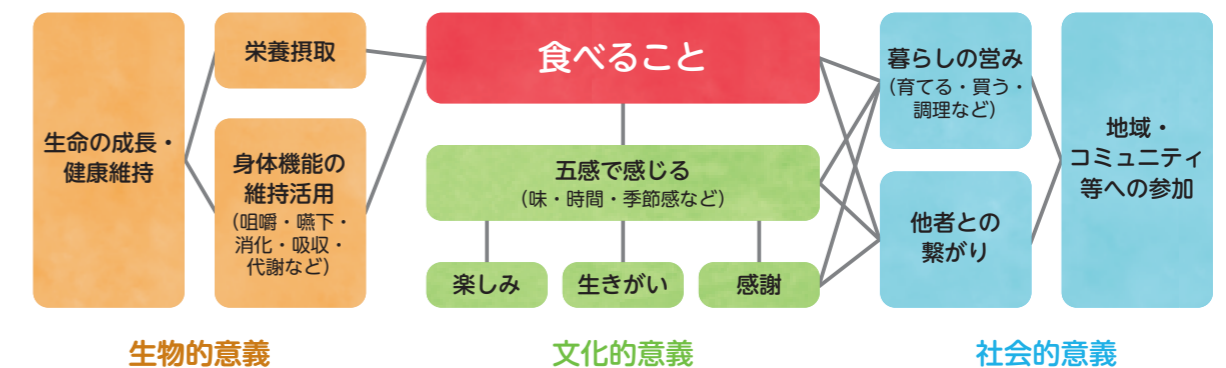 生命の成長・
健康維持
栄養摂取
身体機能の
維持活用
(咀嚼・嚥下・
消化・吸収・
代謝など)
食べること
五感で感じる
(味・時間・季節感など)
楽しみ
生きがい
感謝
暮らしの営み
(育てる・買う・
調理など)
他者との
繋がり
地域・
コミュニティ
等への参加
生物的意義
文化的意義
社会的意義